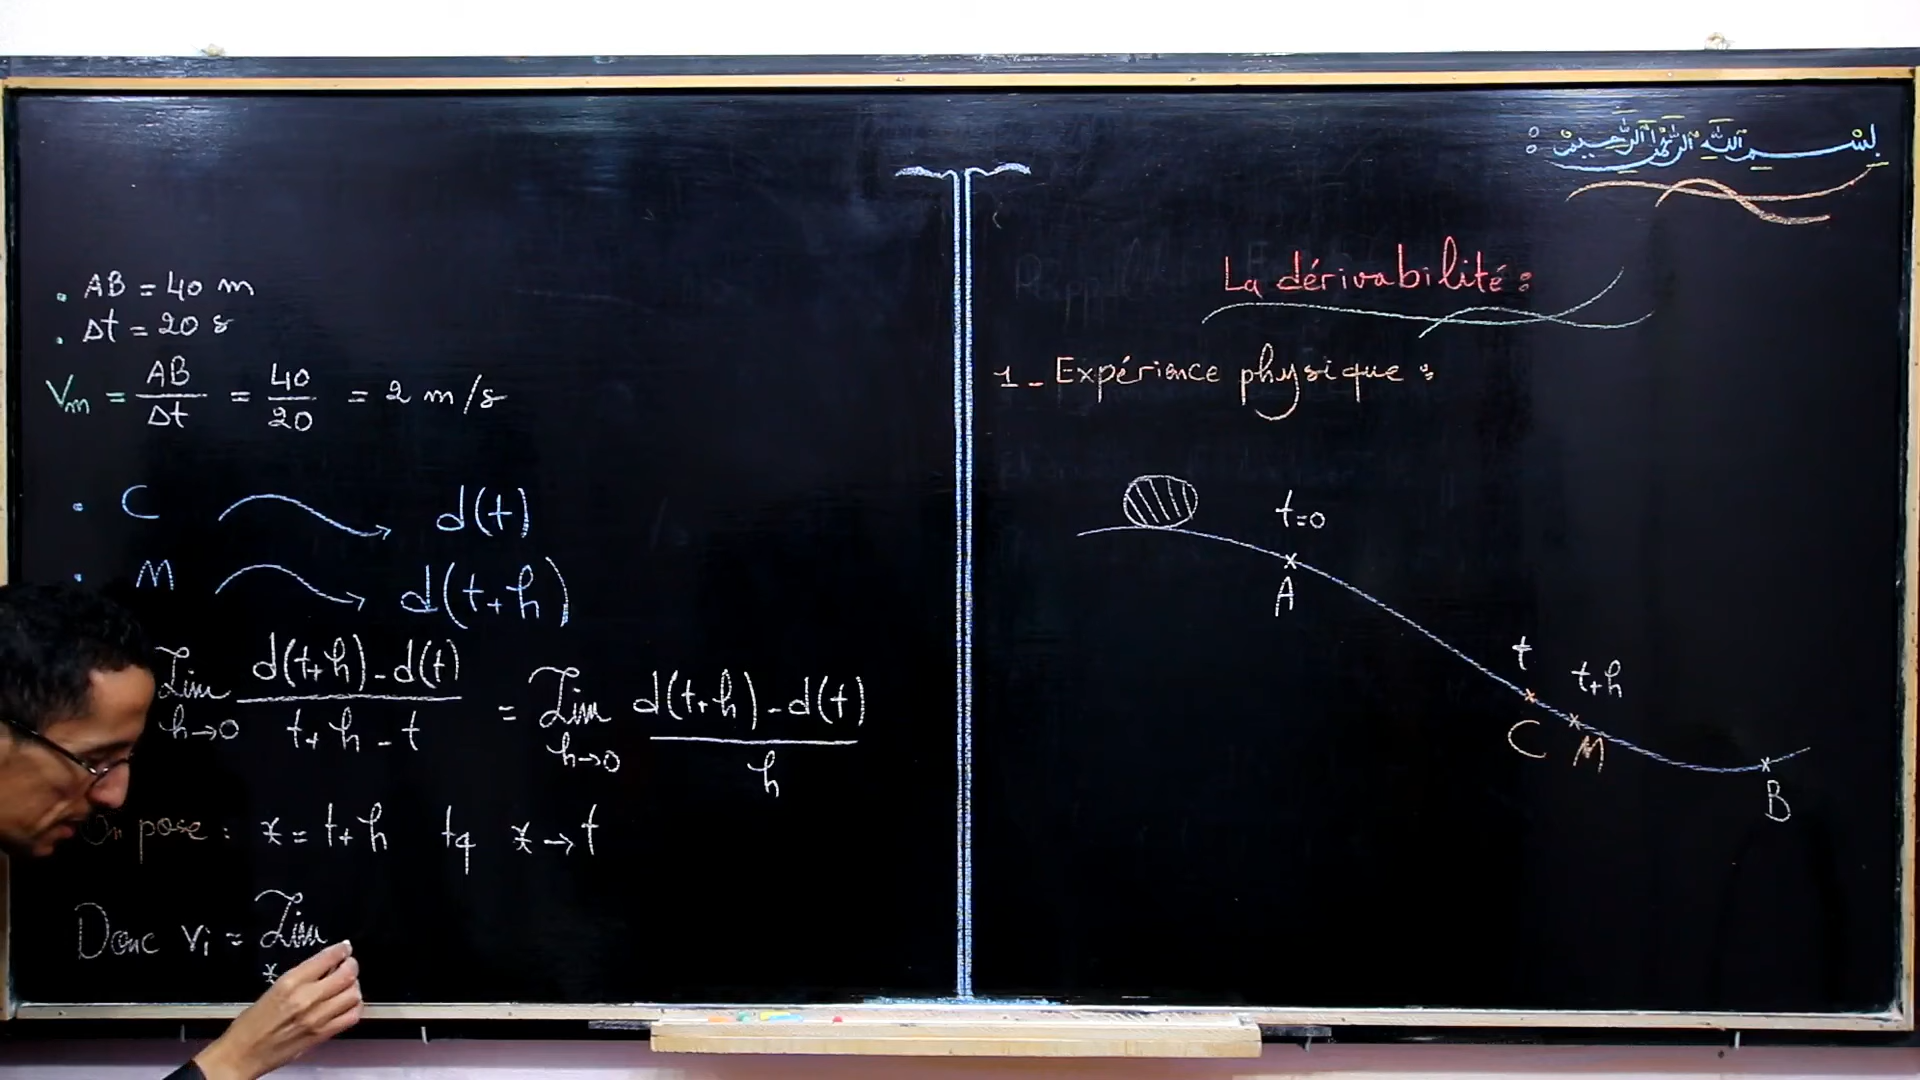 بسم الله الرحمن الرحيم :
La dérivabilité :
1 - Expérience physique :
t=0
A
t
t+h
C
M
B
• AB = 40 m
• Δt = 20 s
Vm = AB/Δt = 40/20 = 2 m/s
• C → d(t)
• M → d(t+h)
Lim h→0 (d(t+h) - d(t))/(t+h-t) = Lim h→0 (d(t+h) - d(t))/h
On pose : x = t+h tq x → t
Donc vi = Lim
x